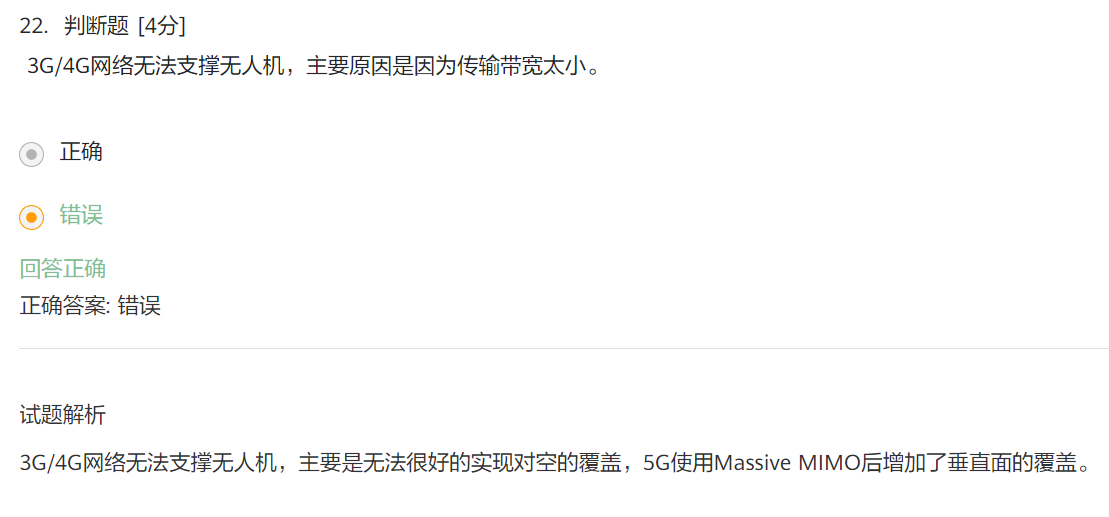 22. 判断题 [4分]
3G/4G网络无法支撑无人机，主要原因是因为传输带宽太小。
正确
错误
回答正确
正确答案: 错误
试题解析
3G/4G网络无法支撑无人机，主要是无法很好的实现对空的覆盖，5G使用Massive MIMO后增加了垂直面的覆盖。